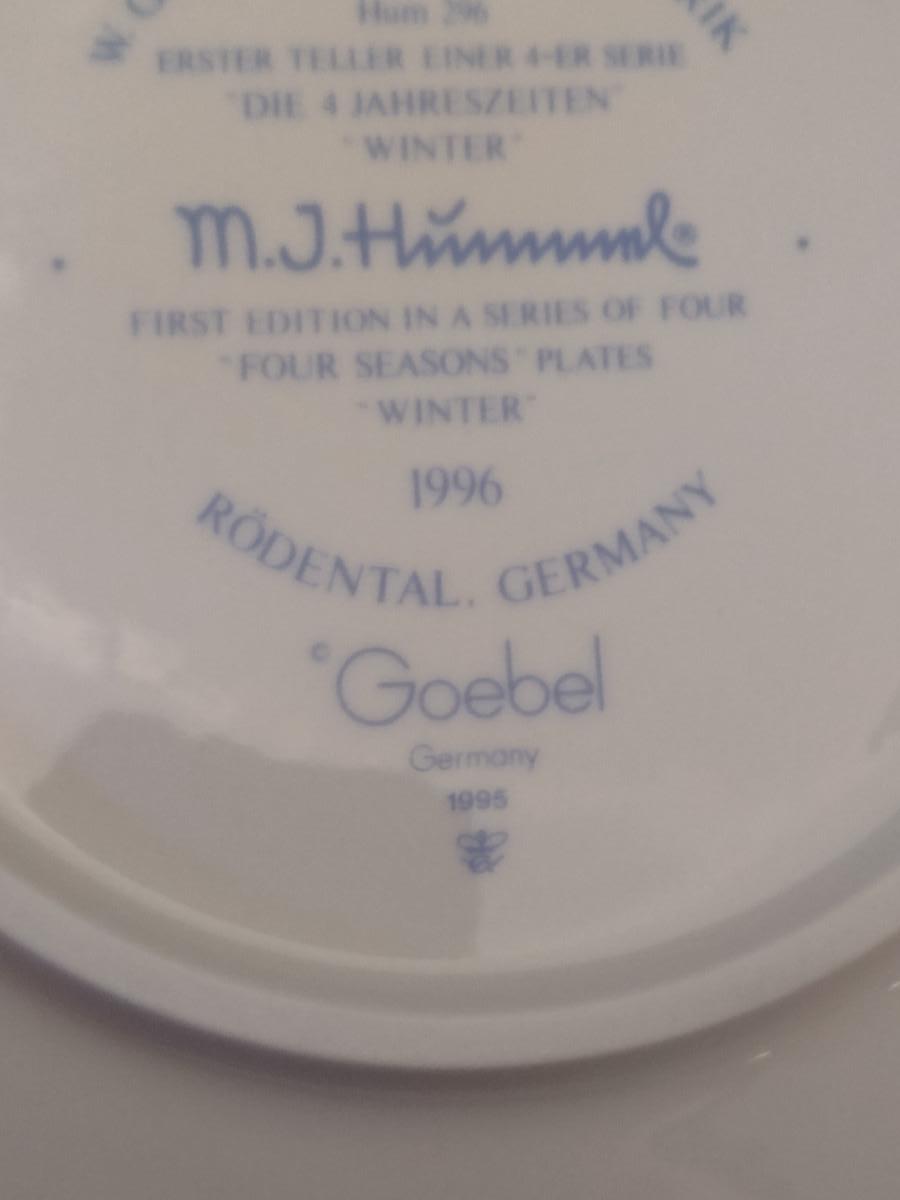 Hum 296
ERSTER TELLER EINER 4-ER SERIE
"DIE 4 JAHRESZEITEN"
"WINTER"
M.J.Hŭmmel®
FIRST EDITION IN A SERIES OF FOUR
"FOUR SEASONS" PLATES
"WINTER"
1996
RÖDENTAL, GERMANY
© Goebel
Germany
1995